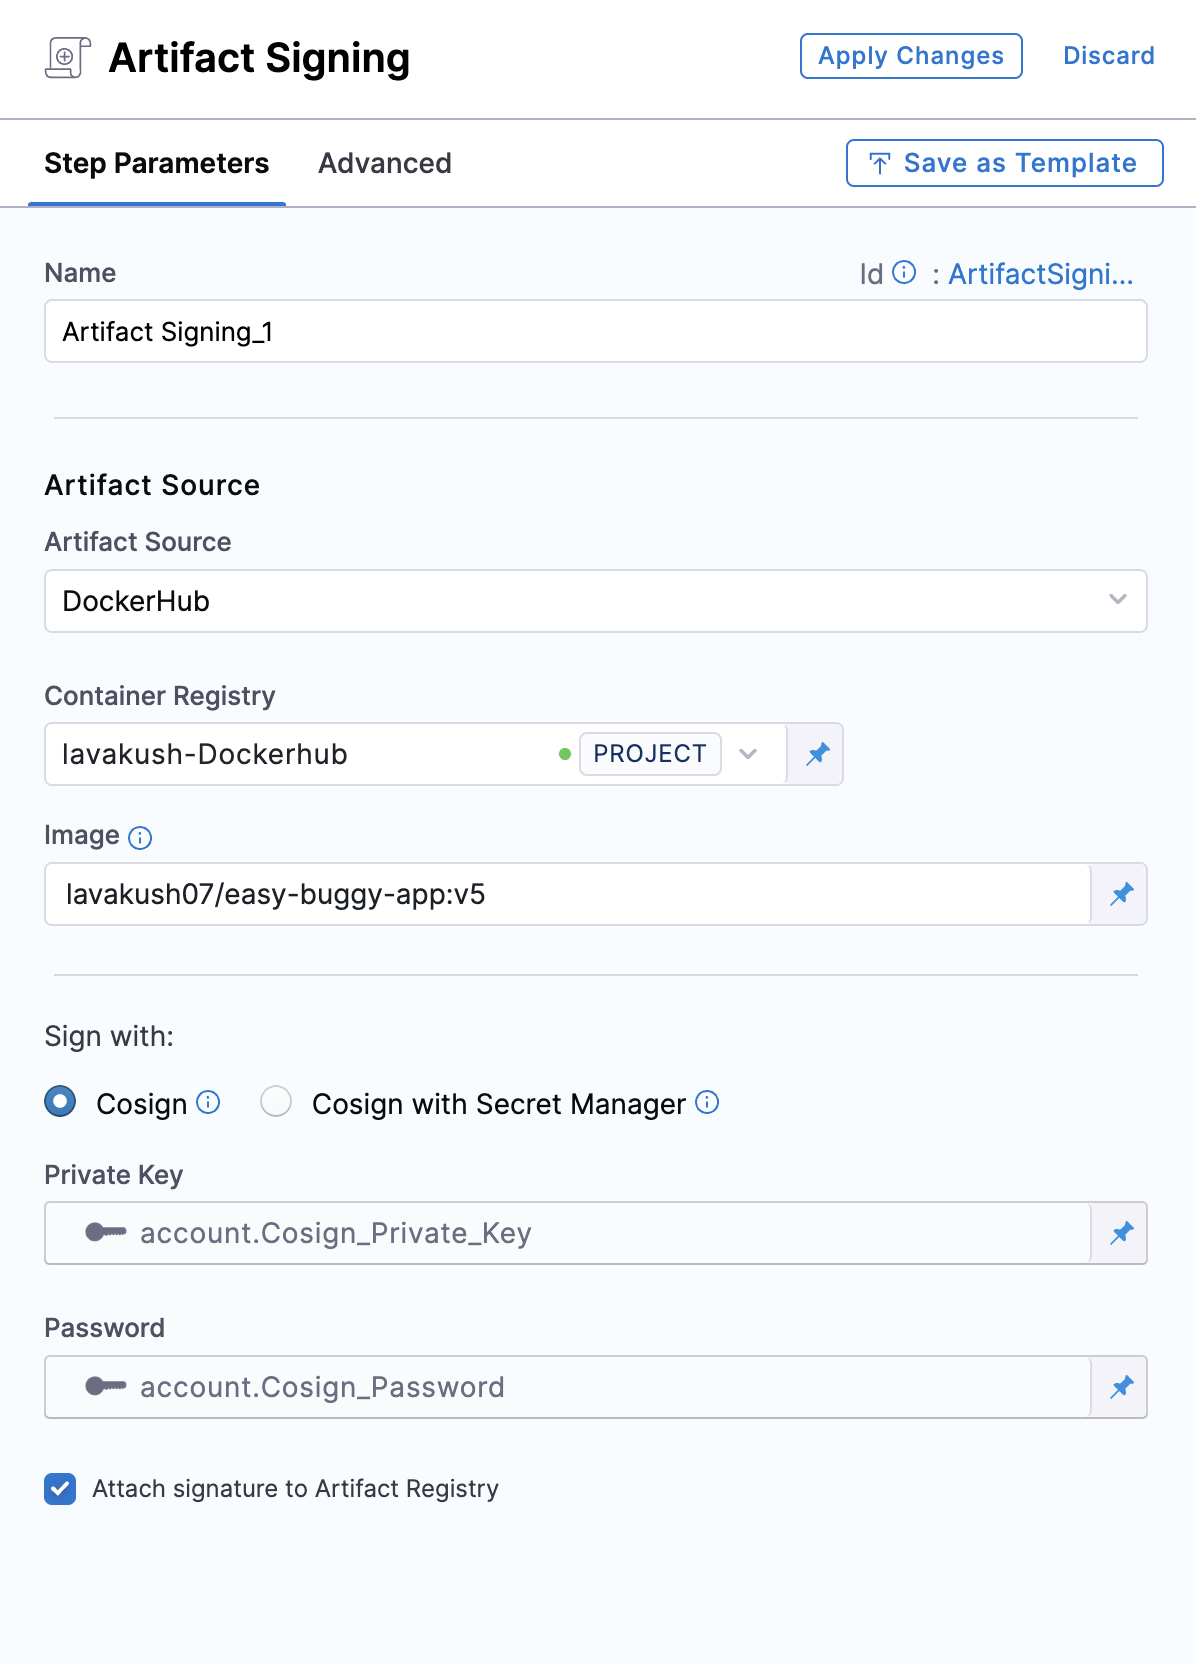 Artifact Signing
Apply Changes
Discard
Step Parameters
Advanced
Save as Template
Name
Id : ArtifactSigni...
Artifact Signing_1
Artifact Source
Artifact Source
DockerHub
Container Registry
lavakush-Dockerhub
PROJECT
Image
lavakush07/easy-buggy-app:v5
Sign with:
Cosign
Cosign with Secret Manager
Private Key
account.Cosign_Private_Key
Password
account.Cosign_Password
Attach signature to Artifact Registry